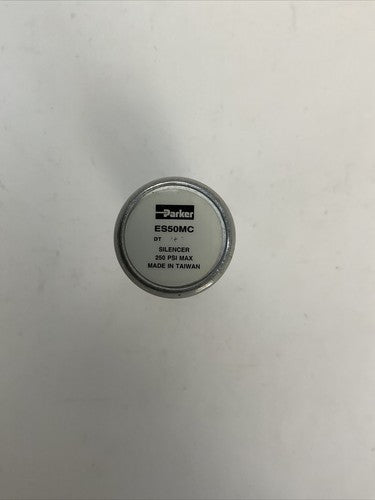 Parker
ES50MC
DT
SILENCER
250 PSI MAX
MADE IN TAIWAN